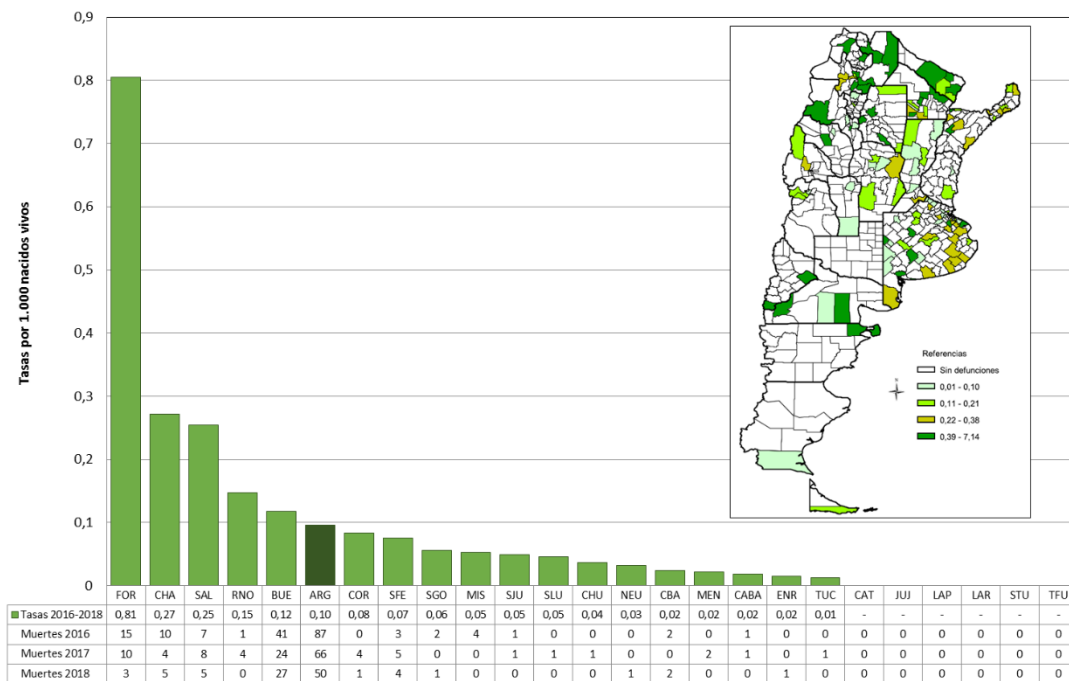 0,9
0,8
0,7
0,6
0,5
0,4
0,3
0,2
0,1
0
Tasas por 1.000 nacidos vivos
Referencias
Sin defunciones
0,01 - 0,10
0,11 - 0,21
0,22 - 0,38
0,39 - 7,14
FOR CHA SAL RNO BUE ARG COR SFE SGO MIS SJU SLU CHU NEU CBA MEN CABA ENR TUC CAT JUJ LAP LAR STU TFU
Tasas 2016-2018 0,81 0,27 0,25 0,15 0,12 0,10 0,08 0,07 0,06 0,05 0,05 0,05 0,04 0,03 0,02 0,02 0,02 0,02 0,01 - - - - - -
Muertes 2016 15 10 7 1 41 87 0 3 2 4 1 0 0 0 2 0 1 0 0 0 0 0 0 0 0
Muertes 2017 10 4 8 4 24 66 4 5 0 0 1 1 1 0 0 2 1 0 1 0 0 0 0 0 0
Muertes 2018 3 5 5 0 27 50 1 4 1 0 0 0 0 1 2 0 0 1 0 0 0 0 0 0 0